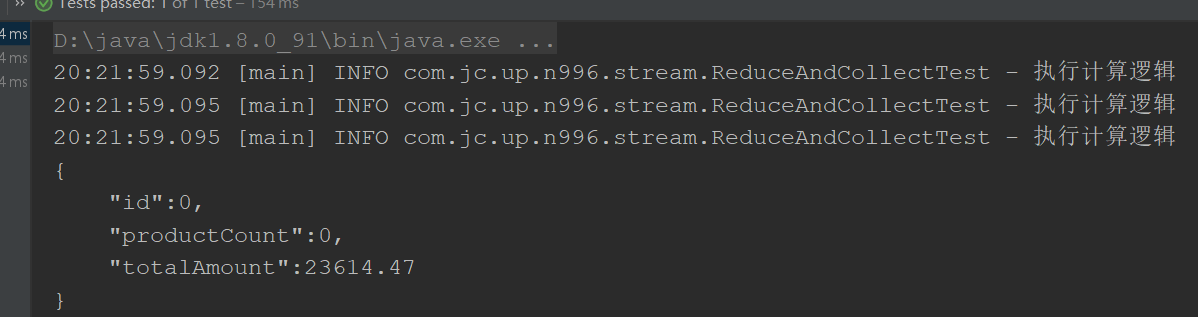 >> Tests passed: 1 of 1 test – 154 ms
4 ms
4 ms
4 ms
D:\java\jdk1.8.0_91\bin\java.exe ...
20:21:59.092 [main] INFO com.jc.up.n996.stream.ReduceAndCollectTest - 执行计算逻辑
20:21:59.095 [main] INFO com.jc.up.n996.stream.ReduceAndCollectTest - 执行计算逻辑
20:21:59.095 [main] INFO com.jc.up.n996.stream.ReduceAndCollectTest - 执行计算逻辑
{
    "id":0,
    "productCount":0,
    "totalAmount":23614.47
}